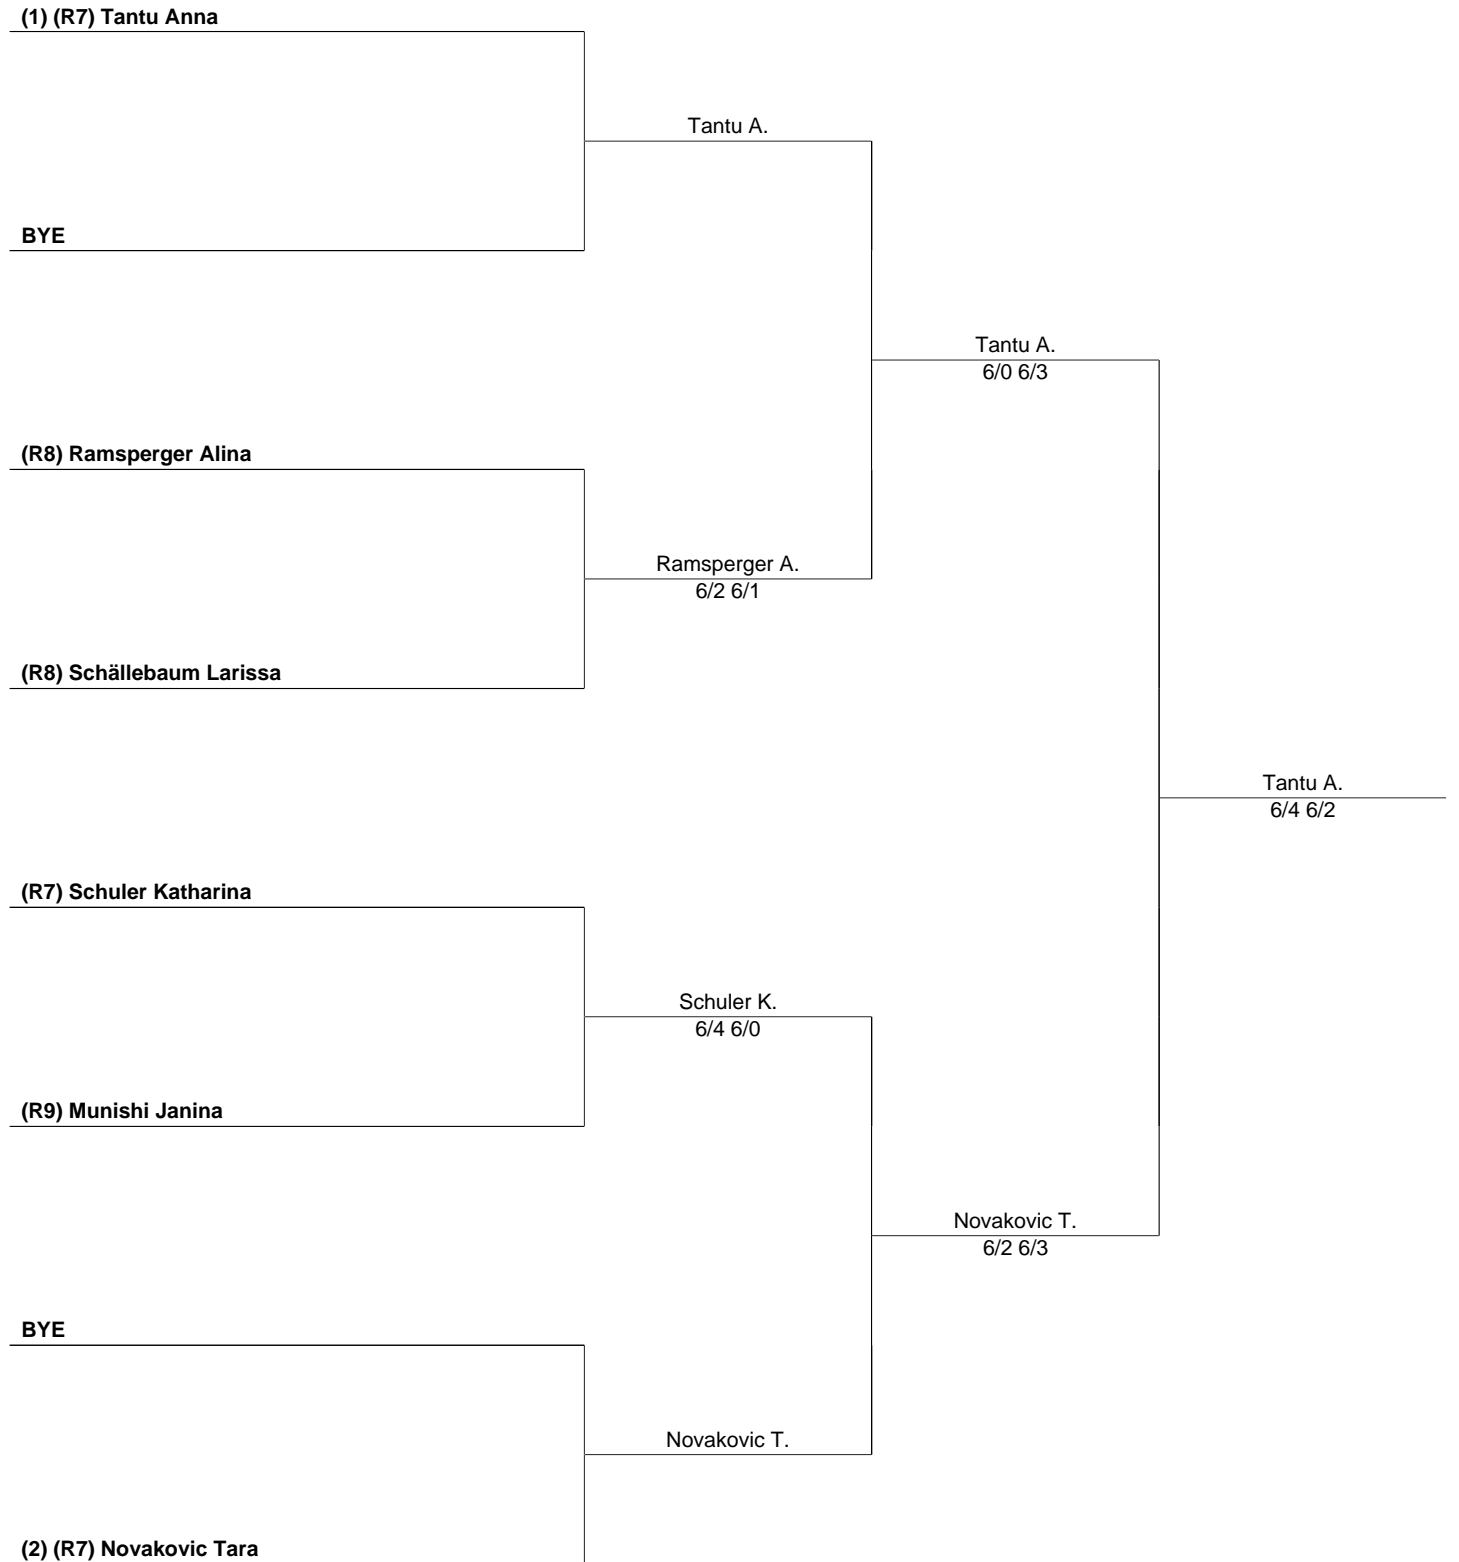 (1) (R7) Tantu Anna
Tantu A.
BYE
Tantu A.
6/0 6/3
(R8) Ramsperger Alina
Ramsperger A.
6/2 6/1
(R8) Schällebaum Larissa
Tantu A.
6/4 6/2
(R7) Schuler Katharina
Schuler K.
6/4 6/0
(R9) Munishi Janina
Novakovic T.
6/2 6/3
BYE
Novakovic T.
(2) (R7) Novakovic Tara